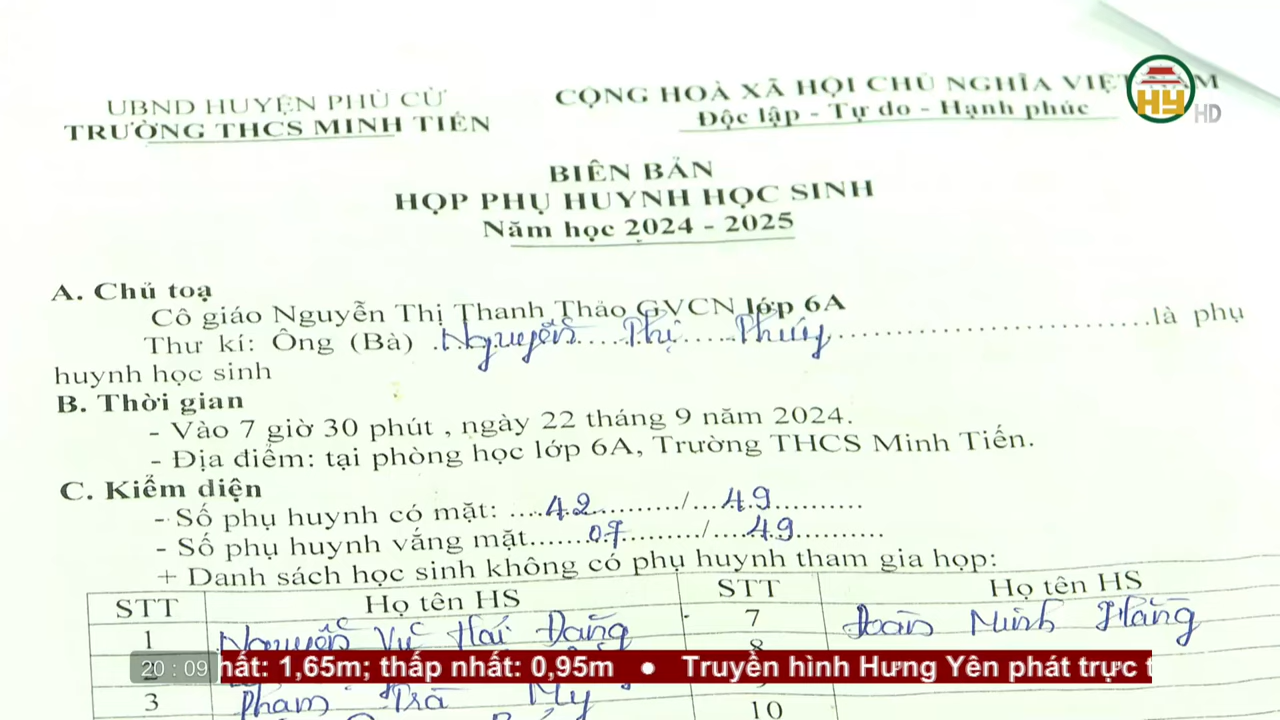 UBND HUYỆN PHÙ CỪ
TRƯỜNG THCS MINH TIẾN
CỘNG HOÀ XÃ HỘI CHỦ NGHĨA VIỆT NAM
Độc lập - Tự do - Hạnh phúc
HY HD
BIÊN BẢN
HỌP PHỤ HUYNH HỌC SINH
Năm học 2024 - 2025
A. Chủ toạ
Cô giáo Nguyễn Thị Thanh Thảo GVCN lớp 6A
Thư kí: Ông (Bà) Nguyễn Thị Thúy là phụ
huynh học sinh
B. Thời gian
- Vào 7 giờ 30 phút , ngày 22 tháng 9 năm 2024.
- Địa điểm: tại phòng học lớp 6A, Trường THCS Minh Tiến.
C. Kiểm diện
- Số phụ huynh có mặt: ....42........../...49..........
- Số phụ huynh vắng mặt.......07........./....49..........
+ Danh sách học sinh không có phụ huynh tham gia họp:
STT Họ tên HS STT Họ tên HS
1 Nguyễn Vũ Hải Đăng 7 Đoàn Minh Hằng
8
20 : 09 hất: 1,65m; thấp nhất: 0,95m • Truyền hình Hưng Yên phát trực t
3 Phạm Trà My 10